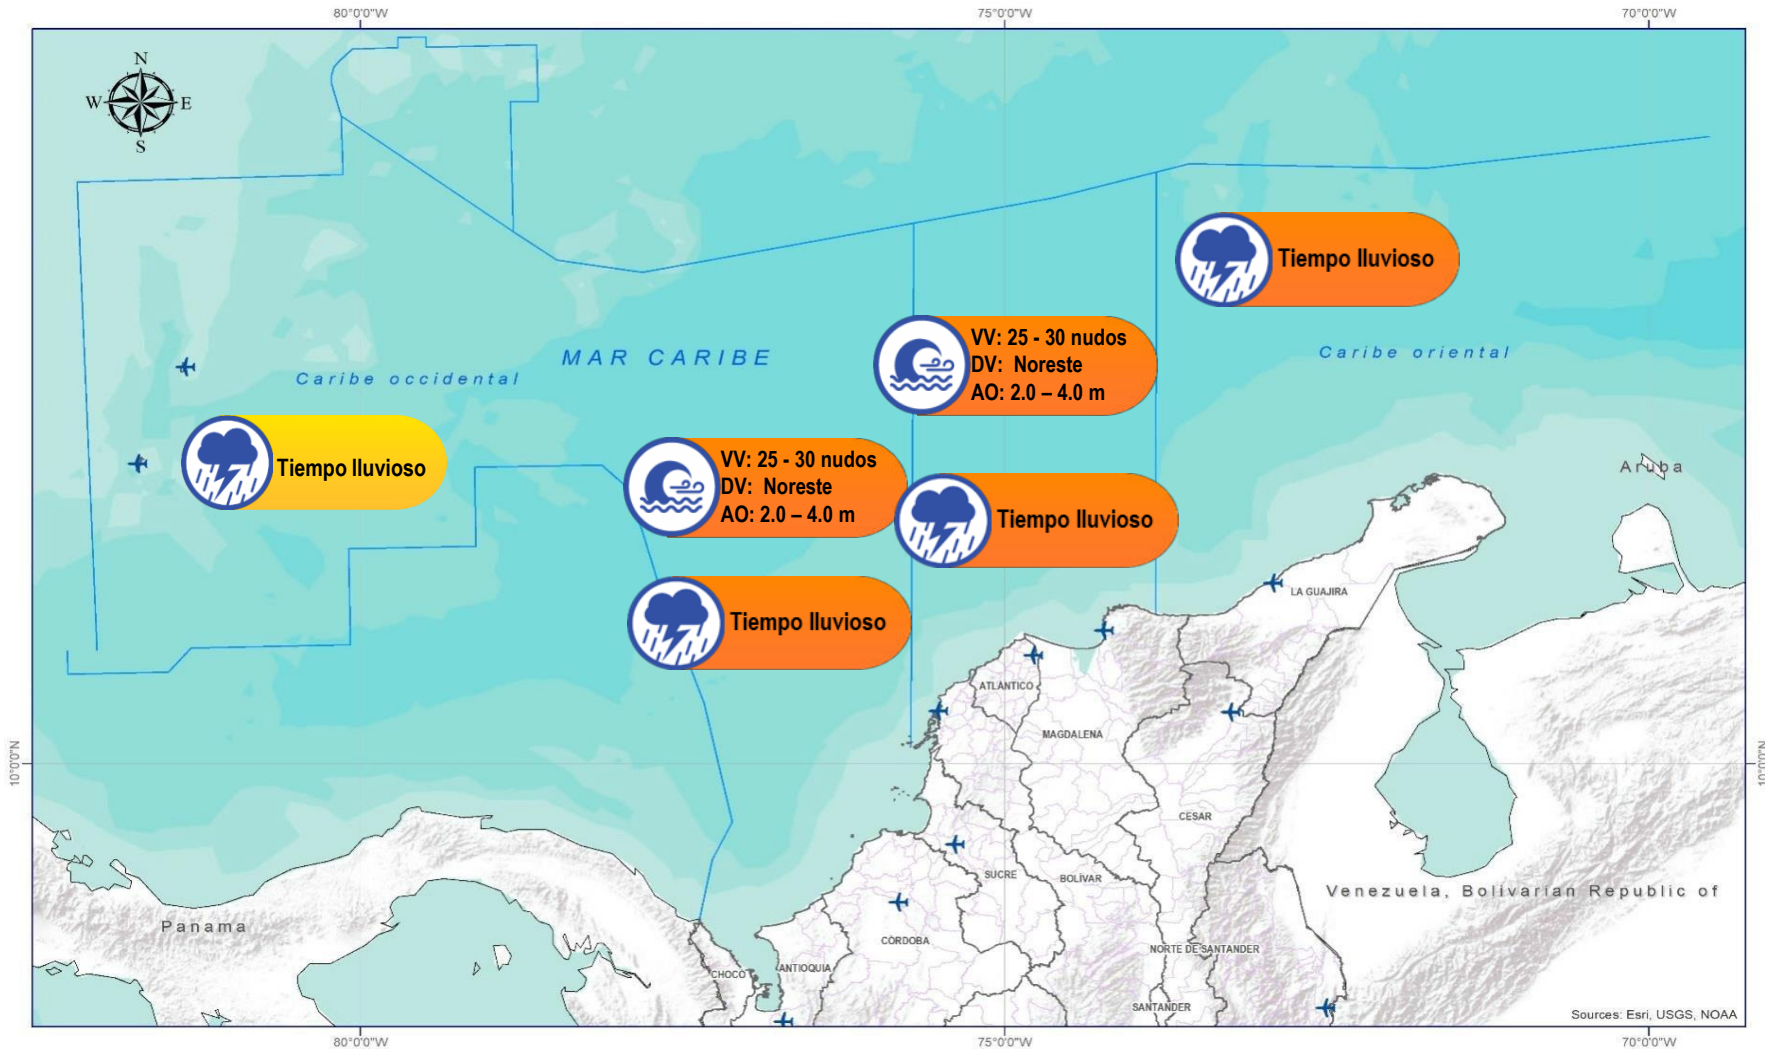 80°0'0"W
75°0'0"W
70°0'0"W
N
W
E
S
Tiempo lluvioso
VV: 25 - 30 nudos
DV: Noreste
AO: 2.0 – 4.0 m
MAR CARIBE
Caribe occidental
Caribe oriental
Tiempo lluvioso
VV: 25 - 30 nudos
DV: Noreste
AO: 2.0 – 4.0 m
Aruba
Tiempo lluvioso
Tiempo lluvioso
LA GUAJIRA
ATLANTICO
MAGDALENA
10°0'0"N
10°0'0"N
CESAR
SUCRE
BOLÍVAR
Venezuela, Bolivarian Republic of
Panama
CÓRDOBA
NORTE DE SANTANDER
CHOCO
ANTIOQUIA
SANTANDER
Sources: Esri, USGS, NOAA
80°0'0"W
75°0'0"W
70°0'0"W